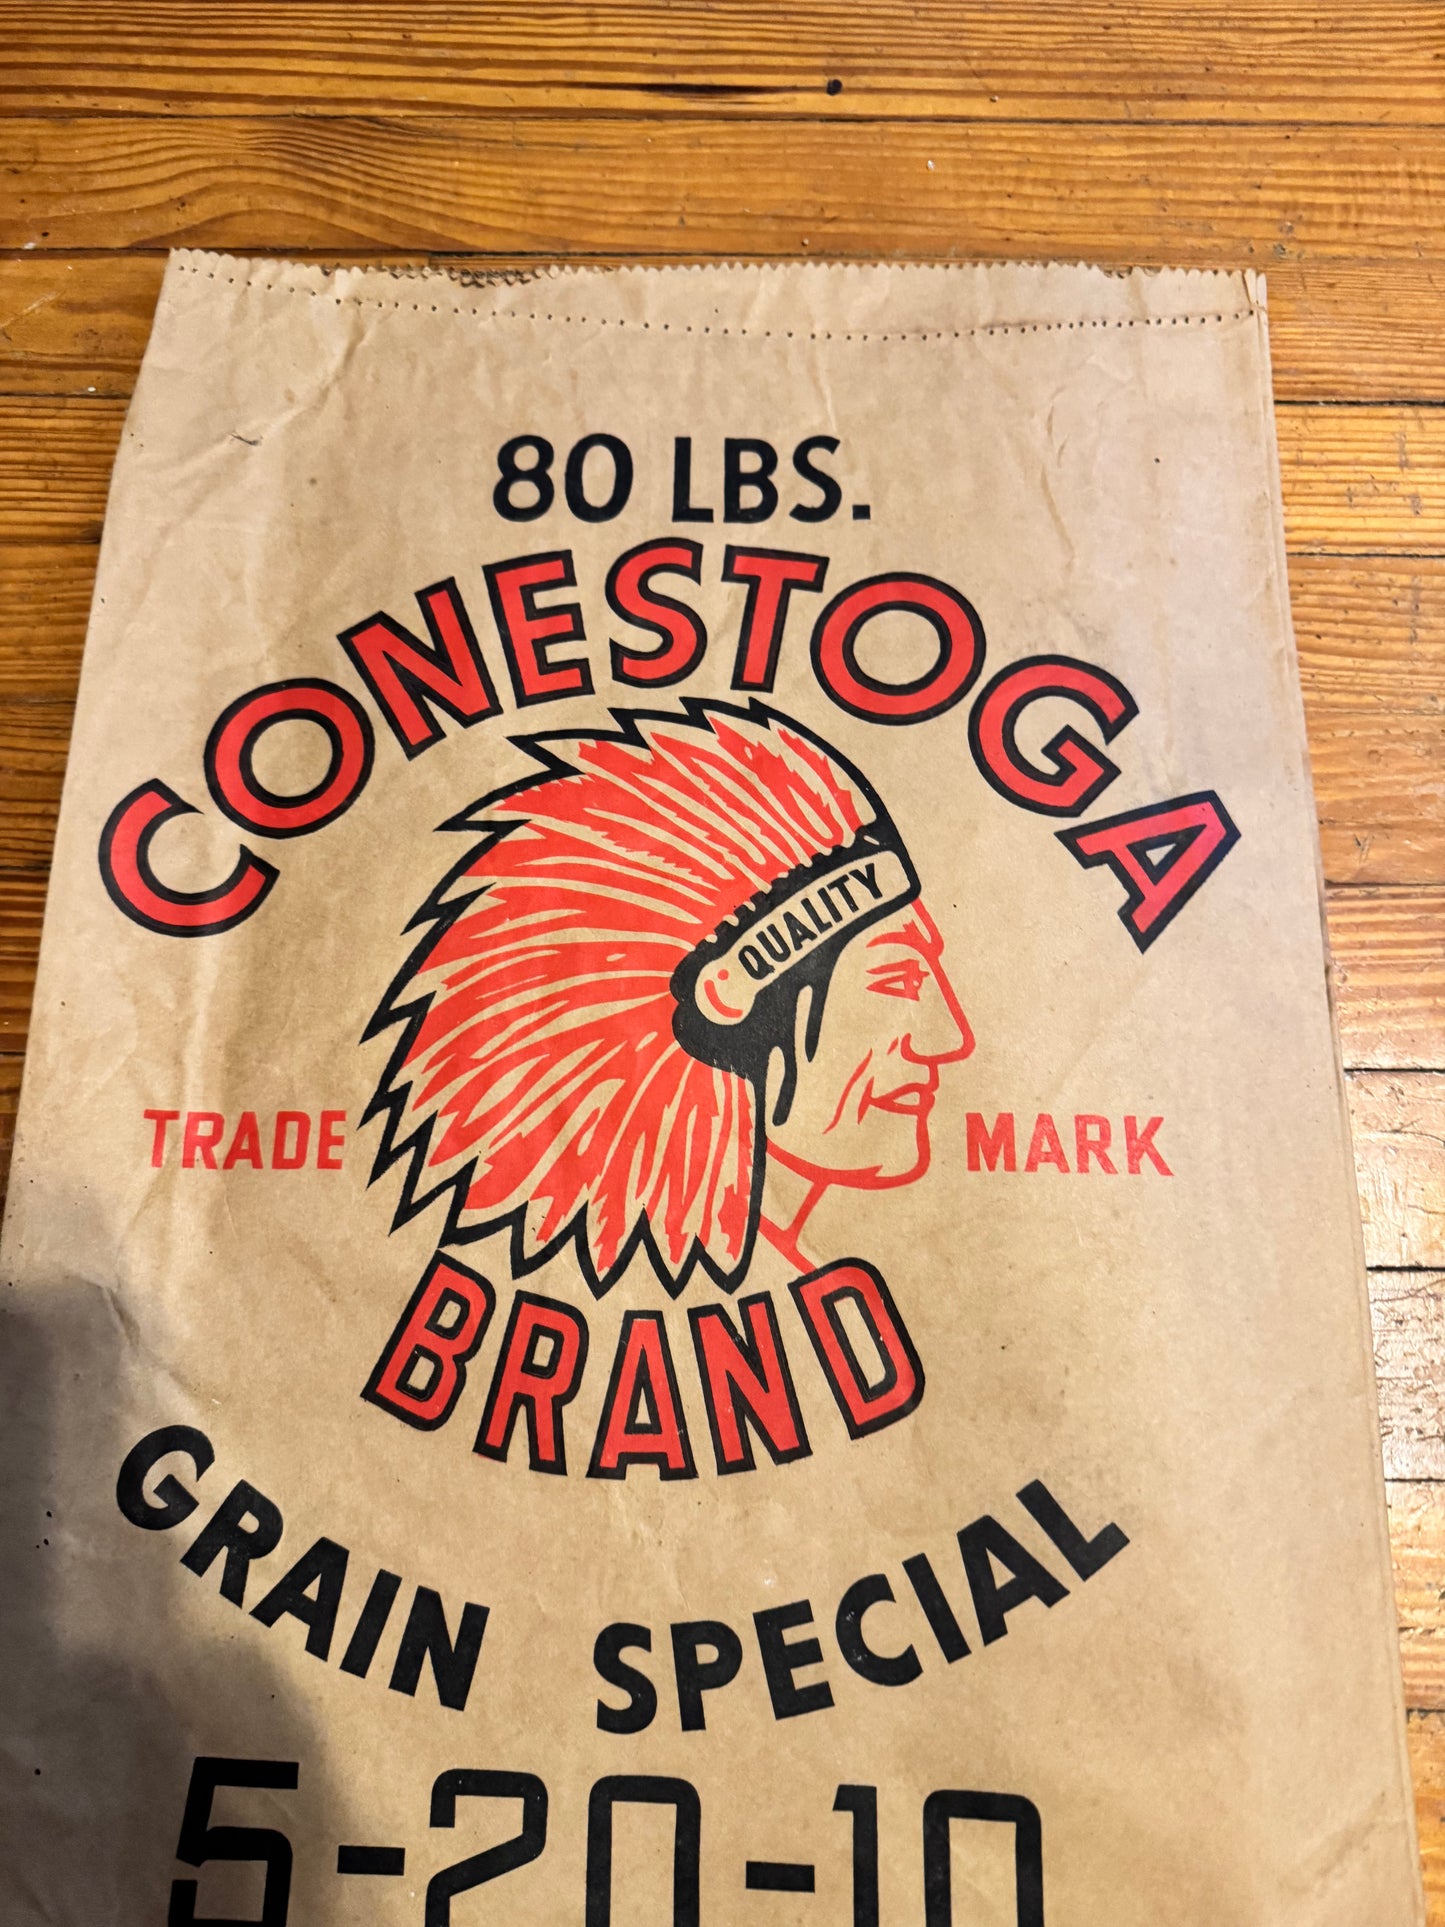 80 LBS.
CONESTOGA
QUALITY
TRADE MARK
BRAND
GRAIN SPECIAL
5-20-10